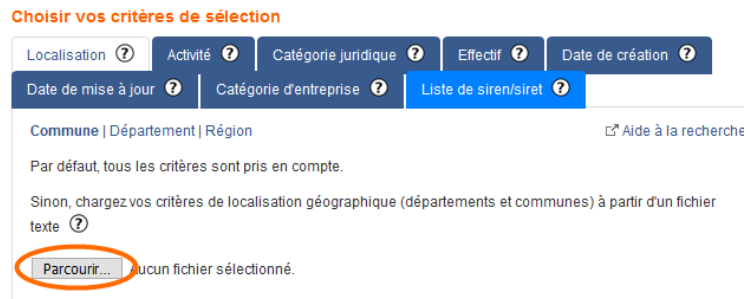 Choisir vos critères de sélection
Localisation ? Activité ? Catégorie juridique ? Effectif ? Date de création ?
Date de mise à jour ? Catégorie d'entreprise ? Liste de siren/siret ?
Commune | Département | Région Aide à la recherche
Par défaut, tous les critères sont pris en compte.
Sinon, chargez vos critères de localisation géographique (départements et communes) à partir d'un fichier
texte ?
Parcourir... Aucun fichier sélectionné.